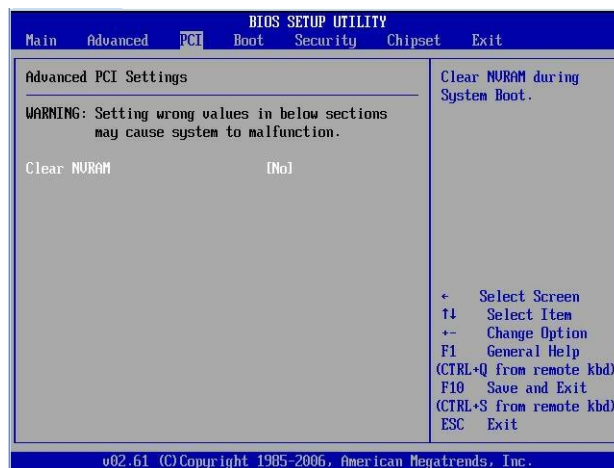 BIOS SETUP UTILITY
Main Advanced PCI Boot Security Chipset Exit
Advanced PCI Settings
WARNING: Setting wrong values in below sections
may cause system to malfunction.
Clear NVRAM [No]
Clear NVRAM during
System Boot.
← Select Screen
↑↓ Select Item
+- Change Option
F1 General Help
(CTRL+Q from remote kbd)
F10 Save and Exit
(CTRL+S from remote kbd)
ESC Exit
v02.61 (C)Copyright 1985-2006, American Megatrends, Inc.